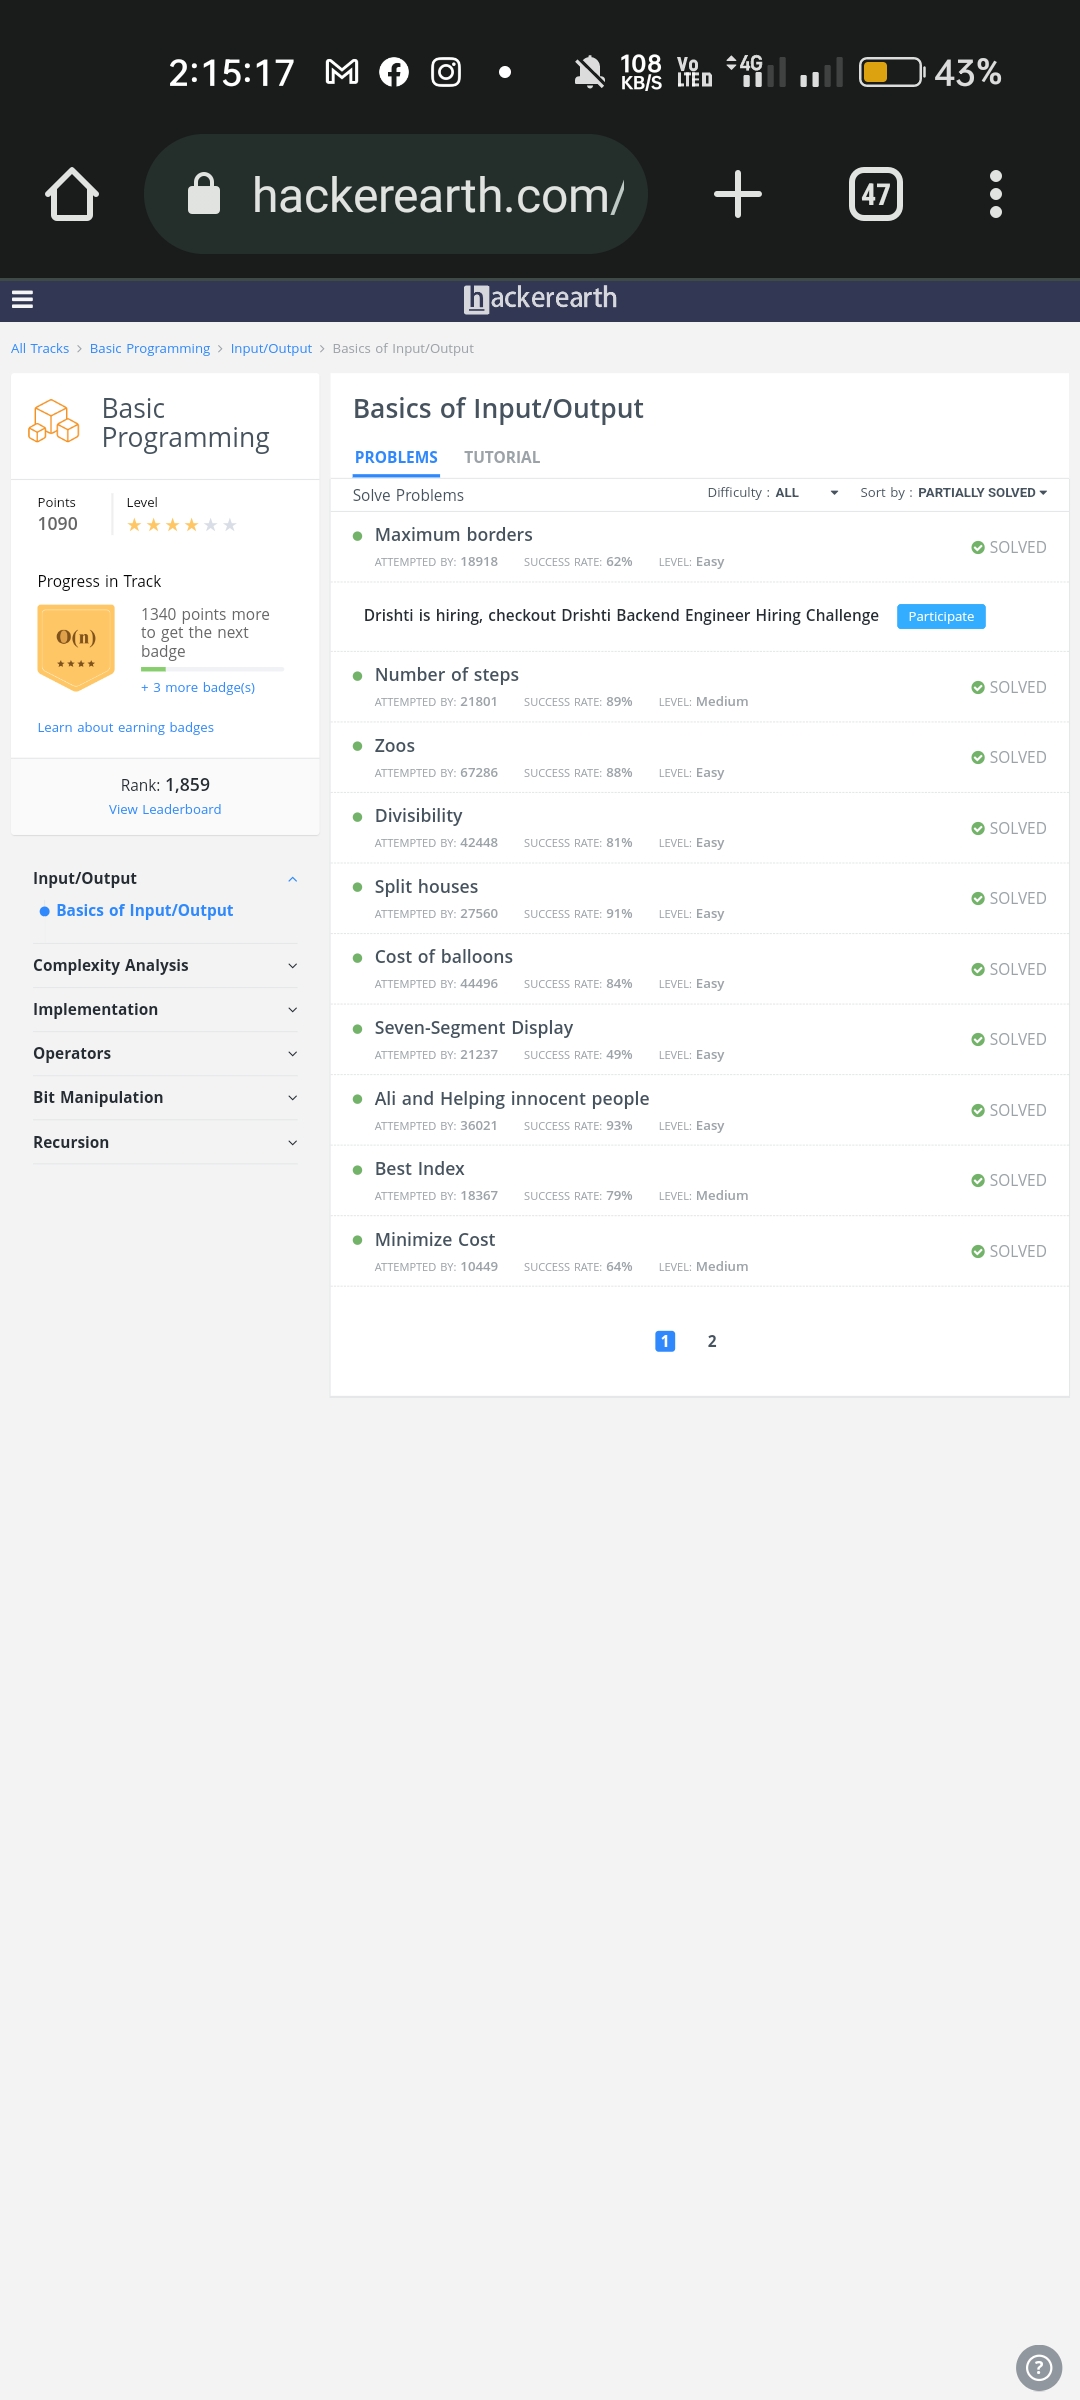 2:15:17 108 KB/S Vo LTED 4G 43%
hackerearth.com/ 47
hackerearth
All Tracks > Basic Programming > Input/Output > Basics of Input/Output
Basic
Programming
Points Level
1090
Progress in Track
O(n)
1340 points more
to get the next
badge
+ 3 more badge(s)
Learn about earning badges
Rank: 1,859
View Leaderboard
Input/Output
Basics of Input/Output
Complexity Analysis
Implementation
Operators
Bit Manipulation
Recursion
Basics of Input/Output
PROBLEMS TUTORIAL
Solve Problems Difficulty : ALL Sort by : PARTIALLY SOLVED
Maximum borders
ATTEMPTED BY: 18918 SUCCESS RATE: 62% LEVEL: Easy SOLVED
Drishti is hiring, checkout Drishti Backend Engineer Hiring Challenge Participate
Number of steps
ATTEMPTED BY: 21801 SUCCESS RATE: 89% LEVEL: Medium SOLVED
Zoos
ATTEMPTED BY: 67286 SUCCESS RATE: 88% LEVEL: Easy SOLVED
Divisibility
ATTEMPTED BY: 42448 SUCCESS RATE: 81% LEVEL: Easy SOLVED
Split houses
ATTEMPTED BY: 27560 SUCCESS RATE: 91% LEVEL: Easy SOLVED
Cost of balloons
ATTEMPTED BY: 44496 SUCCESS RATE: 84% LEVEL: Easy SOLVED
Seven-Segment Display
ATTEMPTED BY: 21237 SUCCESS RATE: 49% LEVEL: Easy SOLVED
Ali and Helping innocent people
ATTEMPTED BY: 36021 SUCCESS RATE: 93% LEVEL: Easy SOLVED
Best Index
ATTEMPTED BY: 18367 SUCCESS RATE: 79% LEVEL: Medium SOLVED
Minimize Cost
ATTEMPTED BY: 10449 SUCCESS RATE: 64% LEVEL: Medium SOLVED
1 2
?